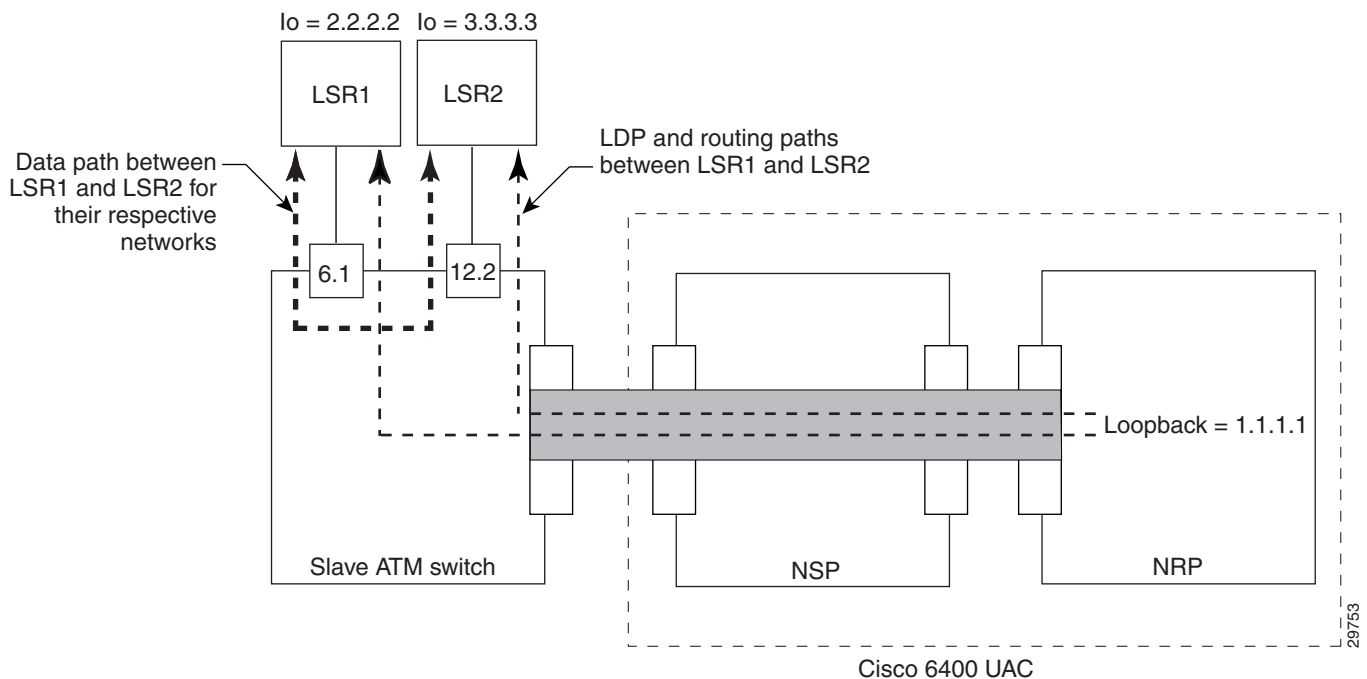 Io = 2.2.2.2
Io = 3.3.3.3
LSR1
LSR2
Data path between
LSR1 and LSR2 for
their respective
networks
LDP and routing paths
between LSR1 and LSR2
6.1
12.2
Loopback = 1.1.1.1
Slave ATM switch
NSP
NRP
29753
Cisco 6400 UAC